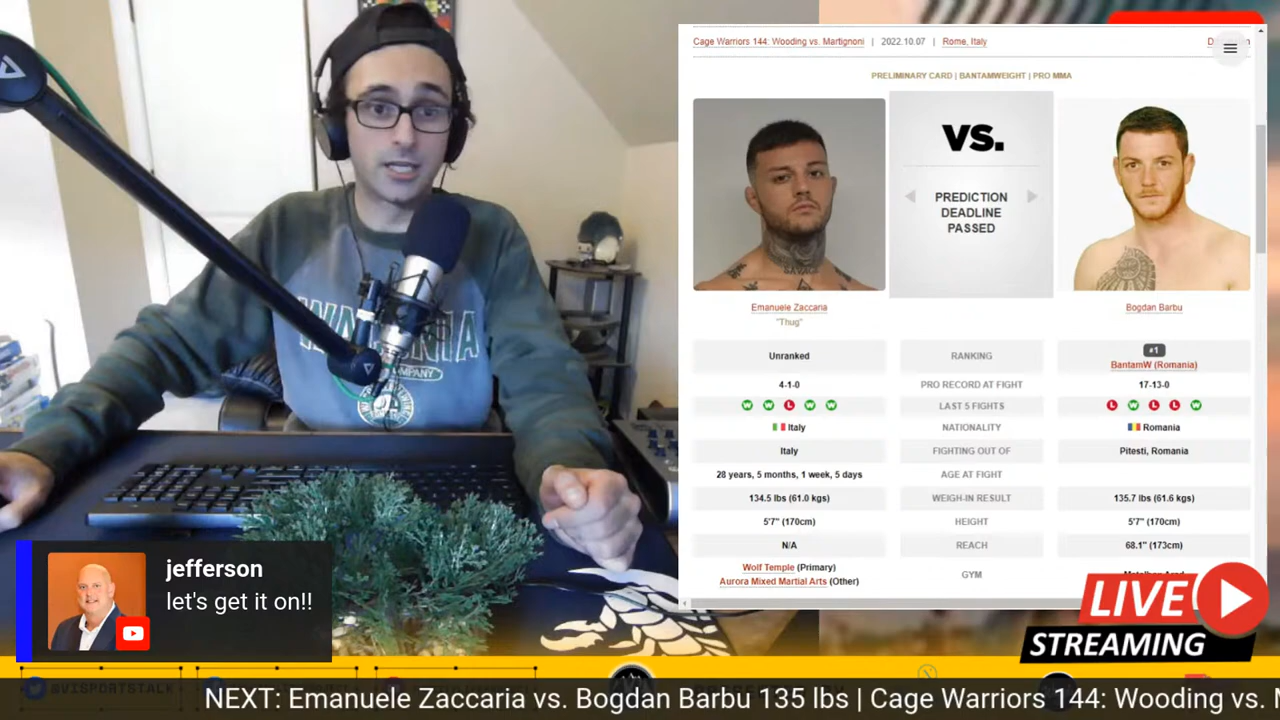 Cage Warriors 144: Wooding vs. Martignoni | 2022.10.07 | Rome, Italy
PRELIMINARY CARD | BANTAMWEIGHT | PRO MMA
VS.
PREDICTION
DEADLINE
PASSED
SAVAGE
Emanuele Zaccaria
"Thug"
Bogdan Barbu
Unranked
RANKING
#1
BantamW (Romania)
4-1-0
PRO RECORD AT FIGHT
17-13-0
W W L W W
LAST 5 FIGHTS
L W L L W
Italy
NATIONALITY
Romania
Italy
FIGHTING OUT OF
Pitesti, Romania
28 years, 5 months, 1 week, 5 days
AGE AT FIGHT
134.5 lbs (61.0 kgs)
WEIGH-IN RESULT
135.7 lbs (61.6 kgs)
5'7" (170cm)
HEIGHT
5'7" (170cm)
N/A
REACH
68.1" (173cm)
Wolf Temple (Primary)
Aurora Mixed Martial Arts (Other)
GYM
COMPANY
jefferson
let's get it on!!
LIVE
STREAMING
@VISPORTSTALK
NEXT: Emanuele Zaccaria vs. Bogdan Barbu 135 lbs | Cage Warriors 144: Wooding vs.